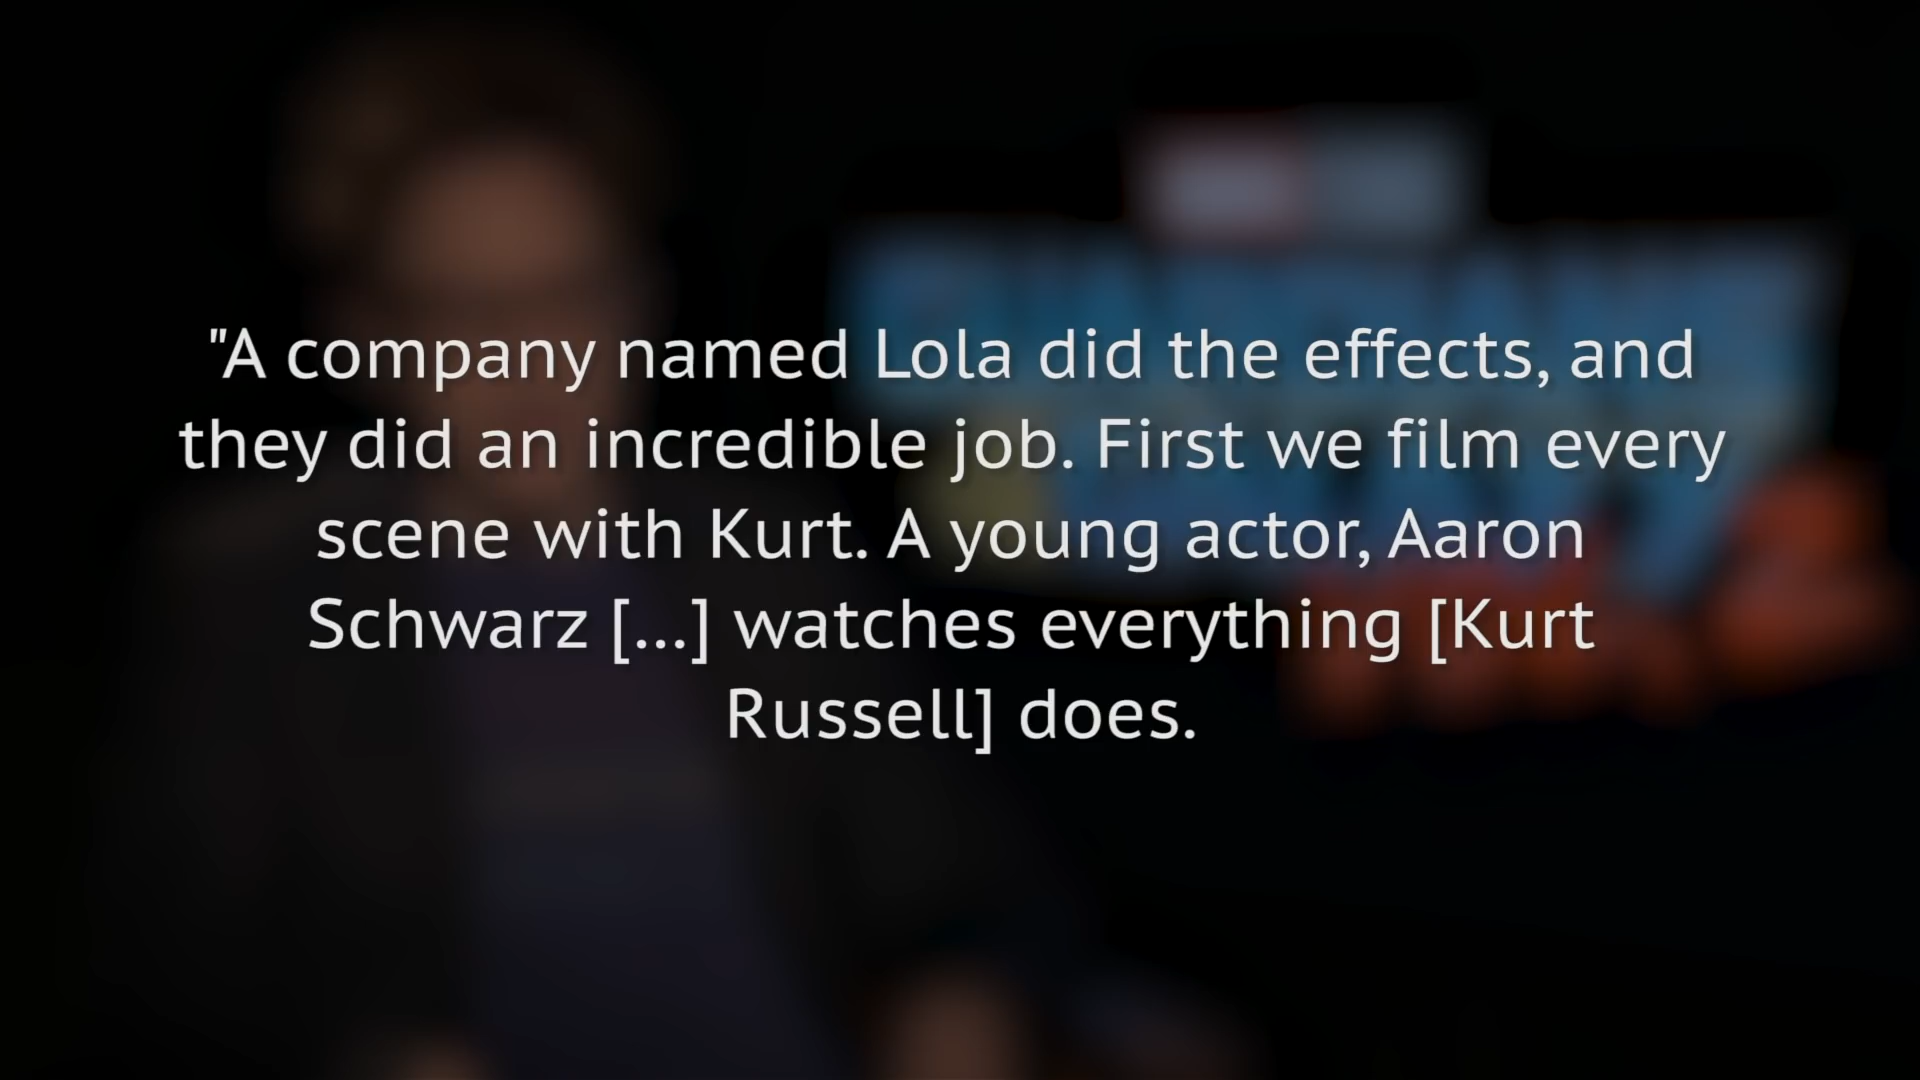 "A company named Lola did the effects, and
they did an incredible job. First we film every
scene with Kurt. A young actor, Aaron
Schwarz [...] watches everything [Kurt
Russell] does.